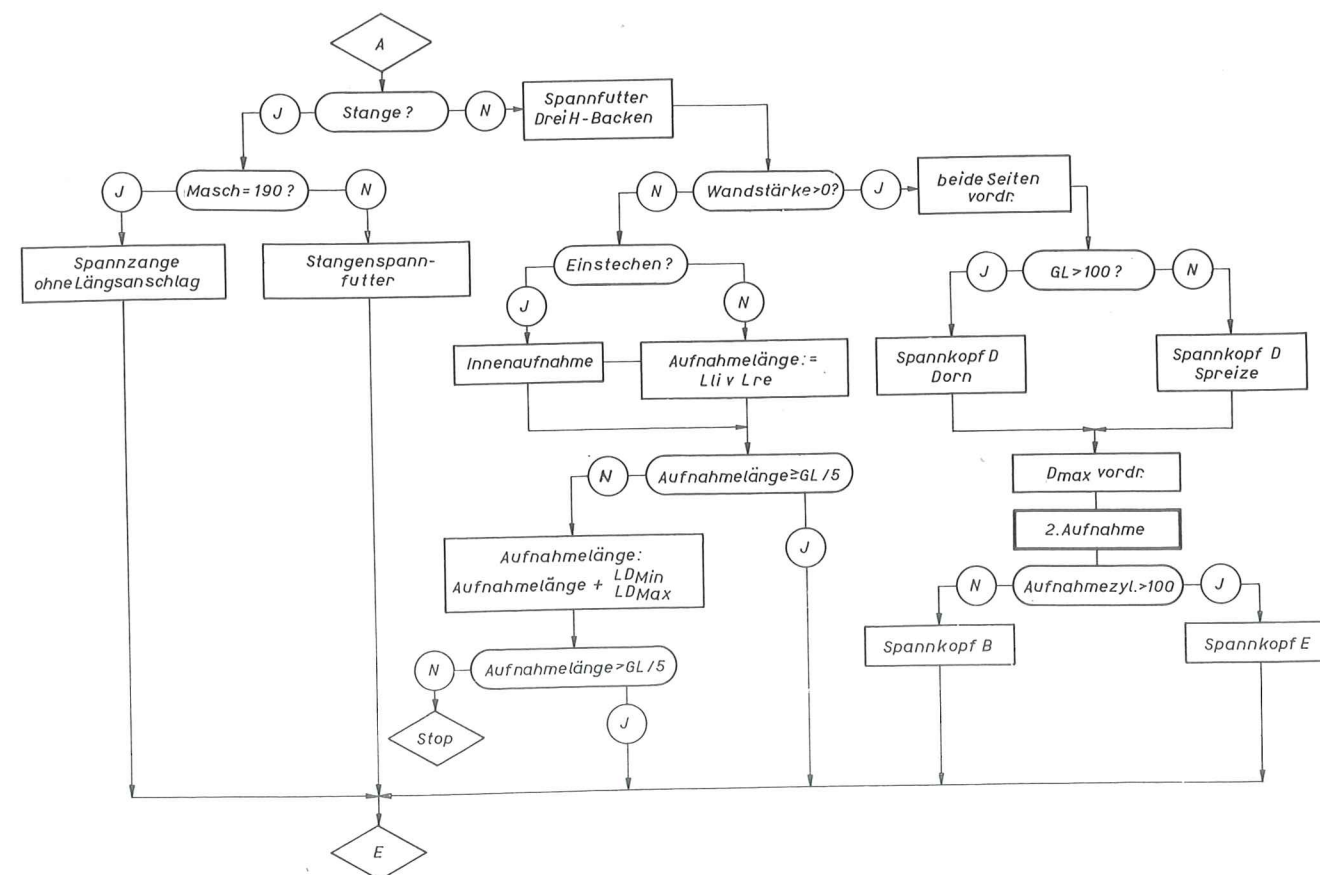 A
J
Stange?
N
Spannfutter
Drei H-Backen
J
Masch=190?
N
N
Wandstärke>0?
J
beide Seiten
vordr.
Spannzange
ohne Längsanschlag
Stangenspann-
futter
Einstechen?
J
N
J
GL>100?
N
Innenaufnahme
Aufnahmelänge:=
Lli v Lre
Spannkopf D
Dorn
Spannkopf D
Spreize
N
Aufnahmelänge≥GL/5
J
Dmax vordr.
2.Aufnahme
Aufnahmelänge:
Aufnahmelänge + LDMin
LDMax
N
Aufnahmezyl.>100
J
N
Aufnahmelänge>GL/5
J
Spannkopf B
Spannkopf E
Stop
E